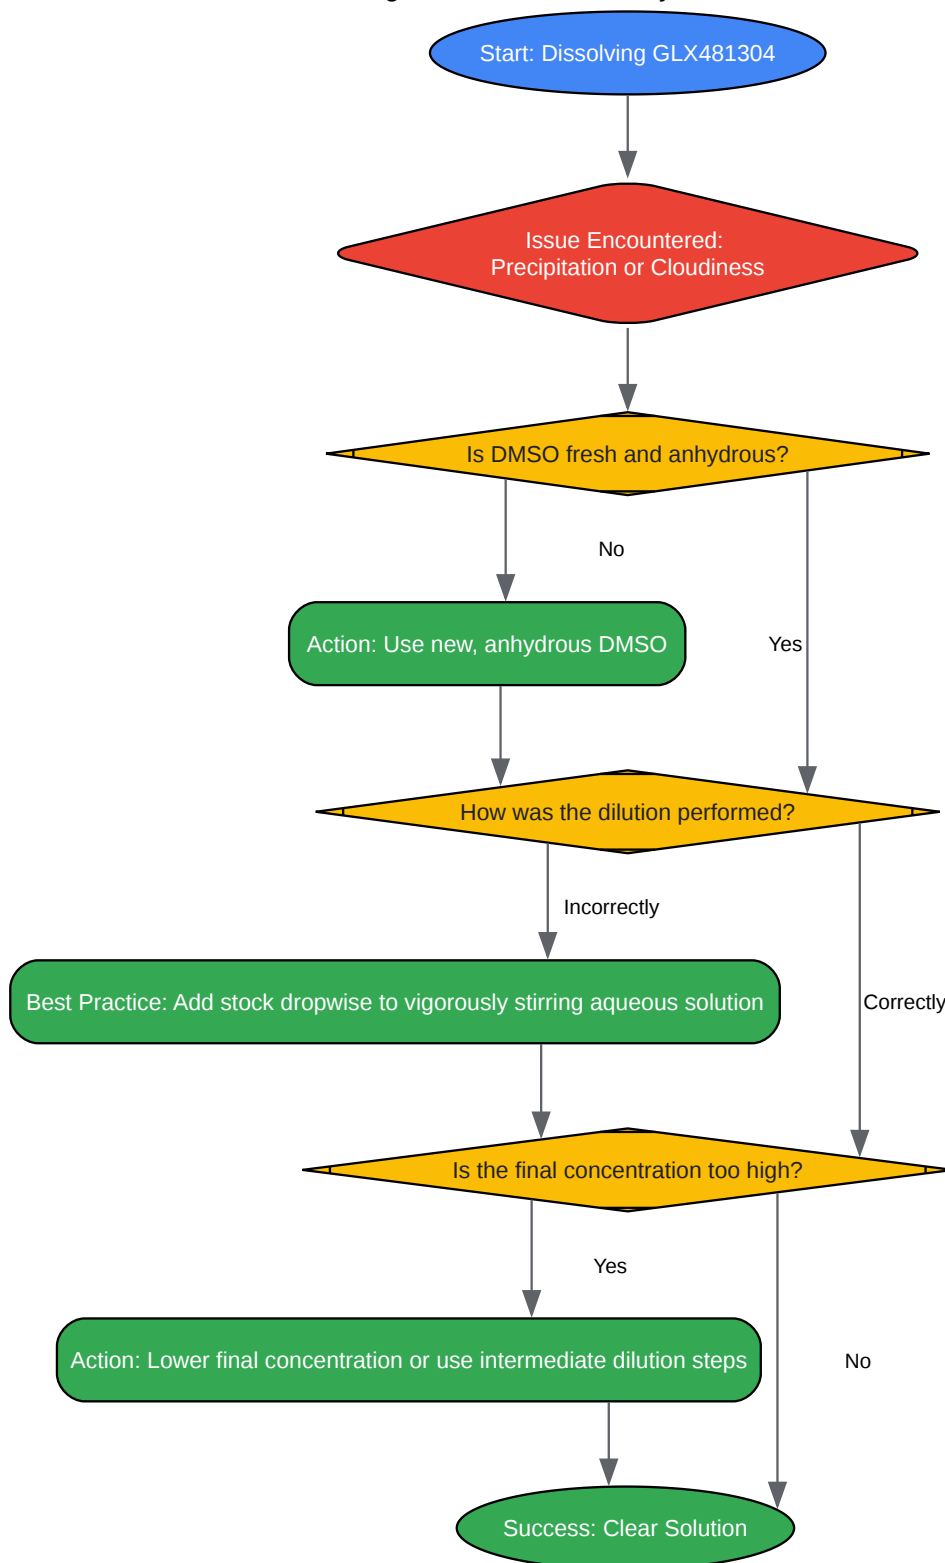 Start: Dissolving GLX481304
Issue Encountered:
Precipitation or Cloudiness
Is DMSO fresh and anhydrous?
No
Action: Use new, anhydrous DMSO
Yes
How was the dilution performed?
Incorrectly
Best Practice: Add stock dropwise to vigorously stirring aqueous solution
Correctly
Is the final concentration too high?
Yes
Action: Lower final concentration or use intermediate dilution steps
No
Success: Clear Solution